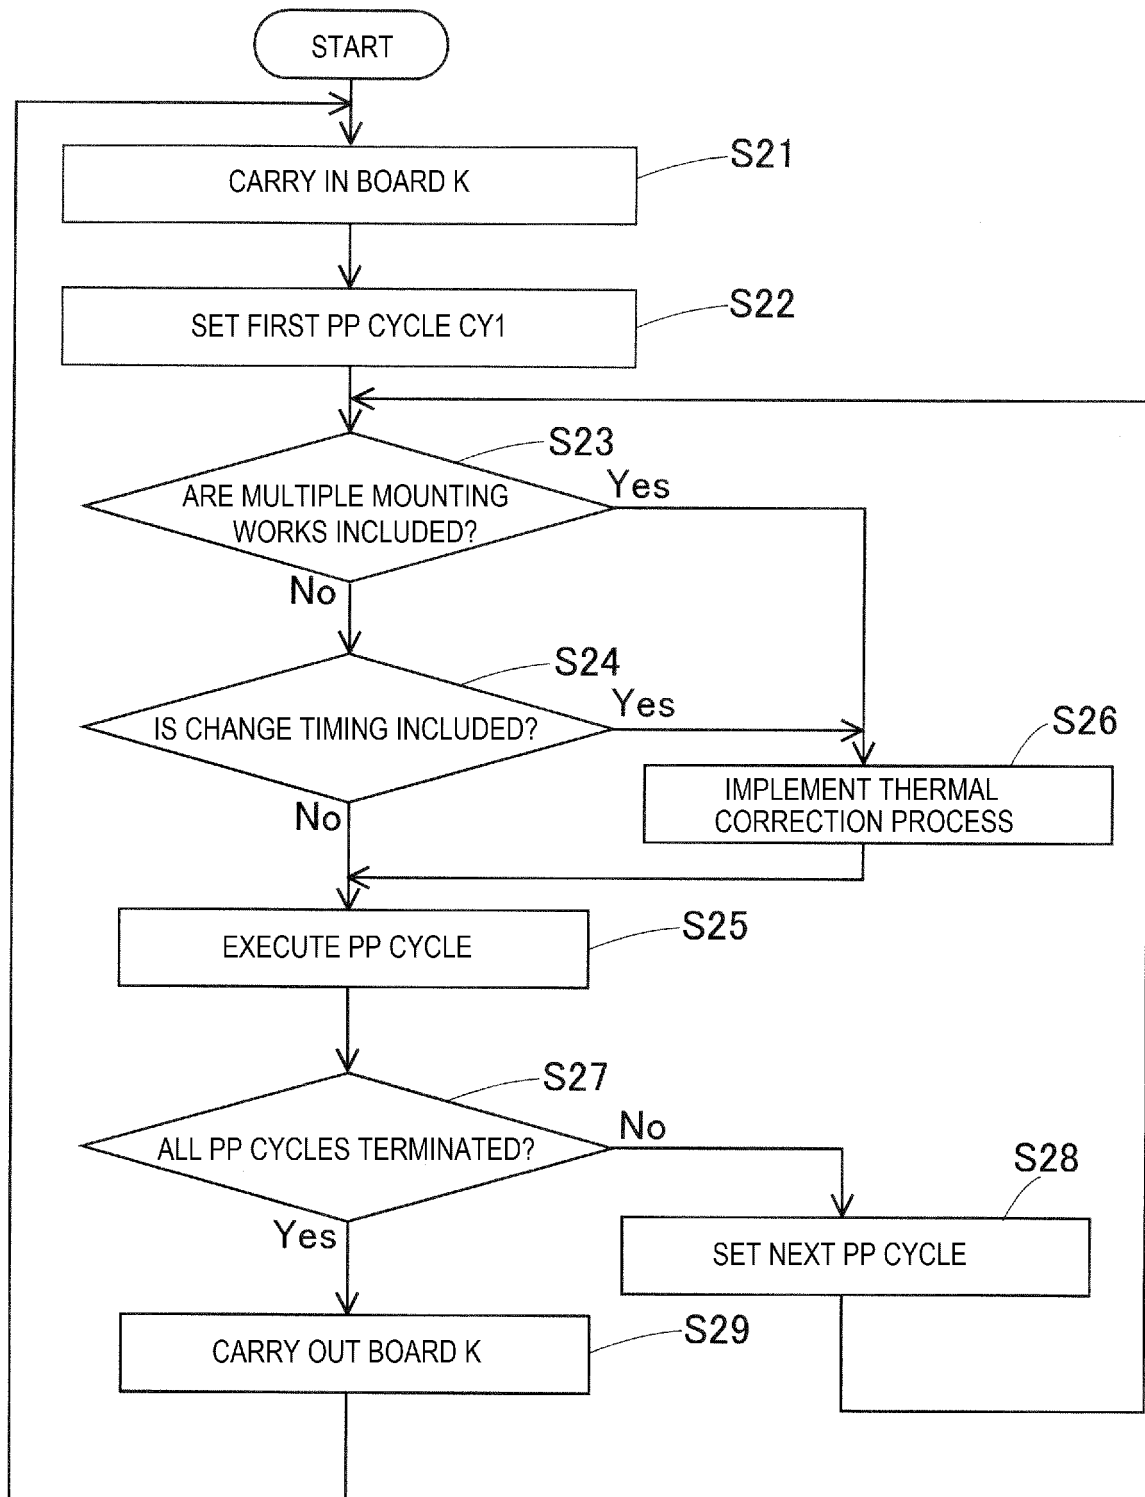 START
S21
CARRY IN BOARD K
S22
SET FIRST PP CYCLE CY1
S23
ARE MULTIPLE MOUNTING
WORKS INCLUDED?
Yes
No
S24
IS CHANGE TIMING INCLUDED?
Yes
No
S26
IMPLEMENT THERMAL
CORRECTION PROCESS
S25
EXECUTE PP CYCLE
S27
ALL PP CYCLES TERMINATED?
No
Yes
S28
SET NEXT PP CYCLE
S29
CARRY OUT BOARD K